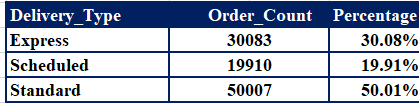 Delivery_Type Order_Count Percentage
Express 30083 30.08%
Scheduled 19910 19.91%
Standard 50007 50.01%